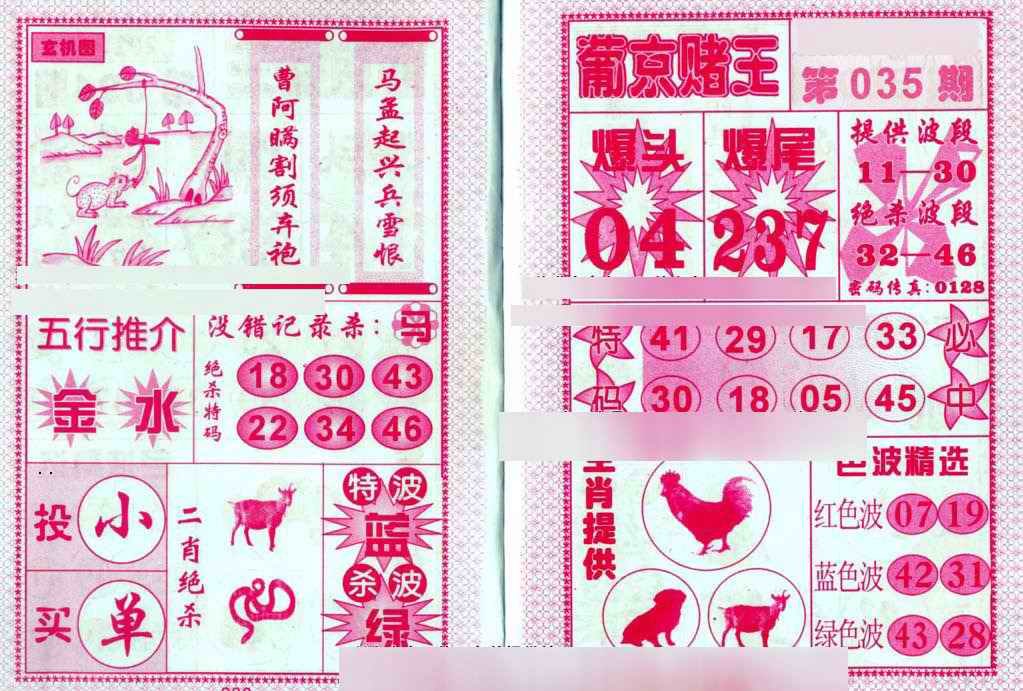 玄机图
曹阿瞒割须弃袍
马孟起兴兵雪恨
五行推介
金 水
没错记录杀:
绝杀特码
18 30 43
22 34 46
投 小
买 单
二肖绝杀
特波
蓝
杀波
绿
葡京赌王
第035期
爆头
04
爆尾
237
提供波段
11—30
绝杀波段
32—46
密码传真:0128
特 41 29 17 33 必
码 30 18 05 45 中
肖提供
色波精选
红色波 07 19
蓝色波 42 31
绿色波 43 28